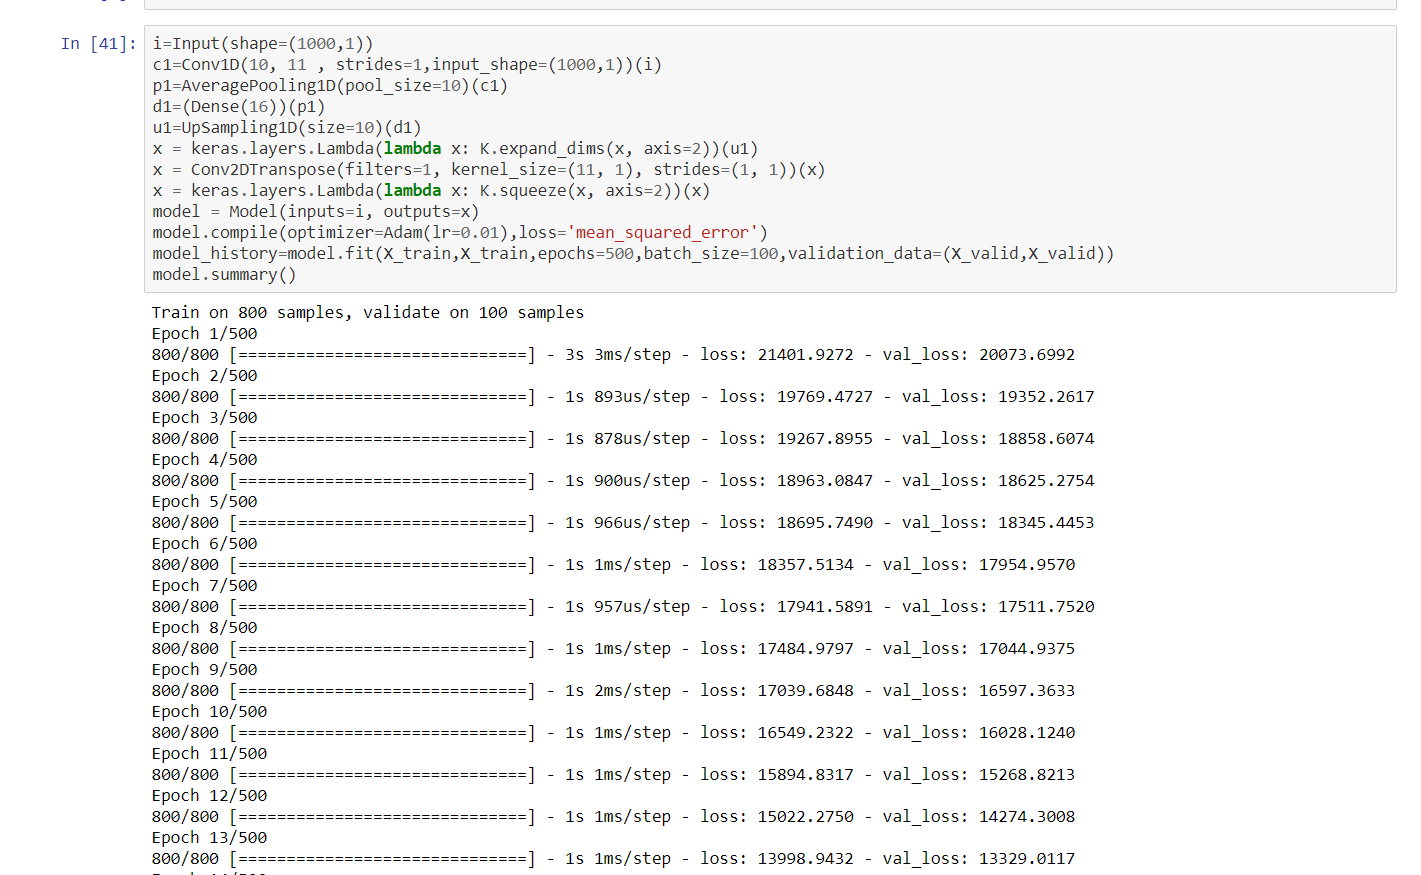 In [41]:
i=Input(shape=(1000,1))
c1=Conv1D(10, 11 , strides=1,input_shape=(1000,1))(i)
p1=AveragePooling1D(pool_size=10)(c1)
d1=(Dense(16))(p1)
u1=UpSampling1D(size=10)(d1)
x = keras.layers.Lambda(lambda x: K.expand_dims(x, axis=2))(u1)
x = Conv2DTranspose(filters=1, kernel_size=(11, 1), strides=(1, 1))(x)
x = keras.layers.Lambda(lambda x: K.squeeze(x, axis=2))(x)
model = Model(inputs=i, outputs=x)
model.compile(optimizer=Adam(lr=0.01),loss='mean_squared_error')
model_history=model.fit(X_train,X_train,epochs=500,batch_size=100,validation_data=(X_valid,X_valid))
model.summary()
Train on 800 samples, validate on 100 samples
Epoch 1/500
800/800 [==============================] - 3s 3ms/step - loss: 21401.9272 - val_loss: 20073.6992
Epoch 2/500
800/800 [==============================] - 1s 893us/step - loss: 19769.4727 - val_loss: 19352.2617
Epoch 3/500
800/800 [==============================] - 1s 878us/step - loss: 19267.8955 - val_loss: 18858.6074
Epoch 4/500
800/800 [==============================] - 1s 900us/step - loss: 18963.0847 - val_loss: 18625.2754
Epoch 5/500
800/800 [==============================] - 1s 966us/step - loss: 18695.7490 - val_loss: 18345.4453
Epoch 6/500
800/800 [==============================] - 1s 1ms/step - loss: 18357.5134 - val_loss: 17954.9570
Epoch 7/500
800/800 [==============================] - 1s 957us/step - loss: 17941.5891 - val_loss: 17511.7520
Epoch 8/500
800/800 [==============================] - 1s 1ms/step - loss: 17484.9797 - val_loss: 17044.9375
Epoch 9/500
800/800 [==============================] - 1s 2ms/step - loss: 17039.6848 - val_loss: 16597.3633
Epoch 10/500
800/800 [==============================] - 1s 1ms/step - loss: 16549.2322 - val_loss: 16028.1240
Epoch 11/500
800/800 [==============================] - 1s 1ms/step - loss: 15894.8317 - val_loss: 15268.8213
Epoch 12/500
800/800 [==============================] - 1s 1ms/step - loss: 15022.2750 - val_loss: 14274.3008
Epoch 13/500
800/800 [==============================] - 1s 1ms/step - loss: 13998.9432 - val_loss: 13329.0117